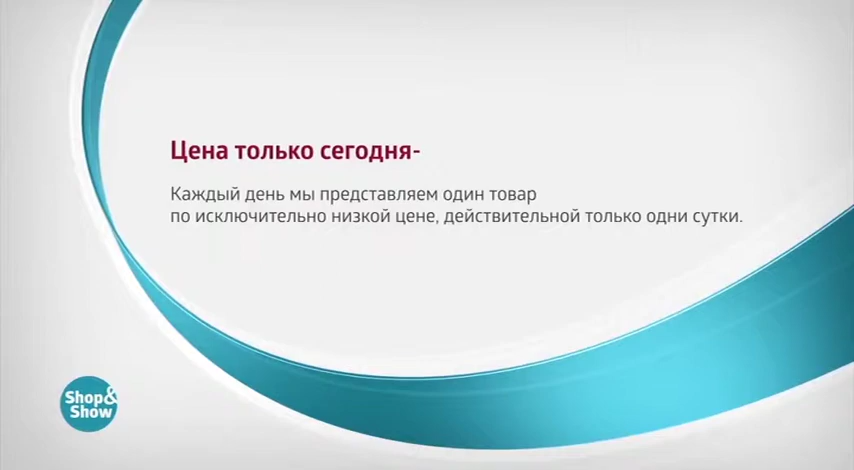 Цена только сегодня-
Каждый день мы представляем один товар
по исключительно низкой цене, действительной только одни сутки.
Shop&
Show